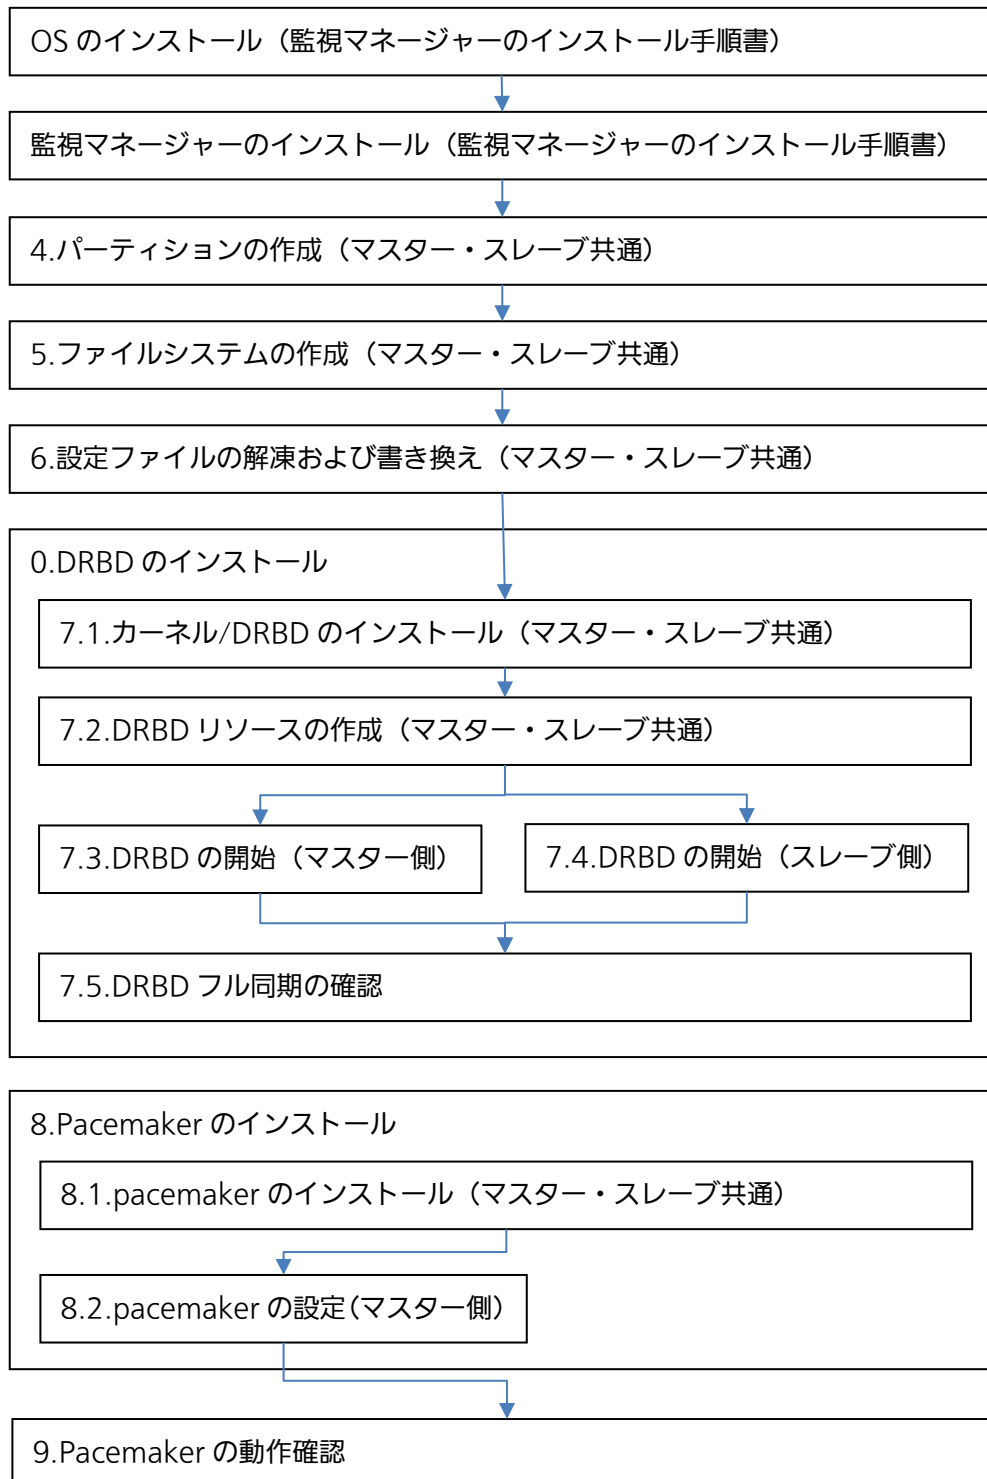 OS のインストール（監視マネージャーのインストール手順書）
監視マネージャーのインストール（監視マネージャーのインストール手順書）
4.パーティションの作成（マスター・スレーブ共通）
5.ファイルシステムの作成（マスター・スレーブ共通）
6.設定ファイルの解凍および書き換え（マスター・スレーブ共通）
0.DRBD のインストール
7.1.カーネル/DRBD のインストール（マスター・スレーブ共通）
7.2.DRBD リソースの作成（マスター・スレーブ共通）
7.3.DRBD の開始（マスター側）
7.4.DRBD の開始（スレーブ側）
7.5.DRBD フル同期の確認
8.Pacemaker のインストール
8.1.pacemaker のインストール（マスター・スレーブ共通）
8.2.pacemaker の設定（マスター側）
9.Pacemaker の動作確認